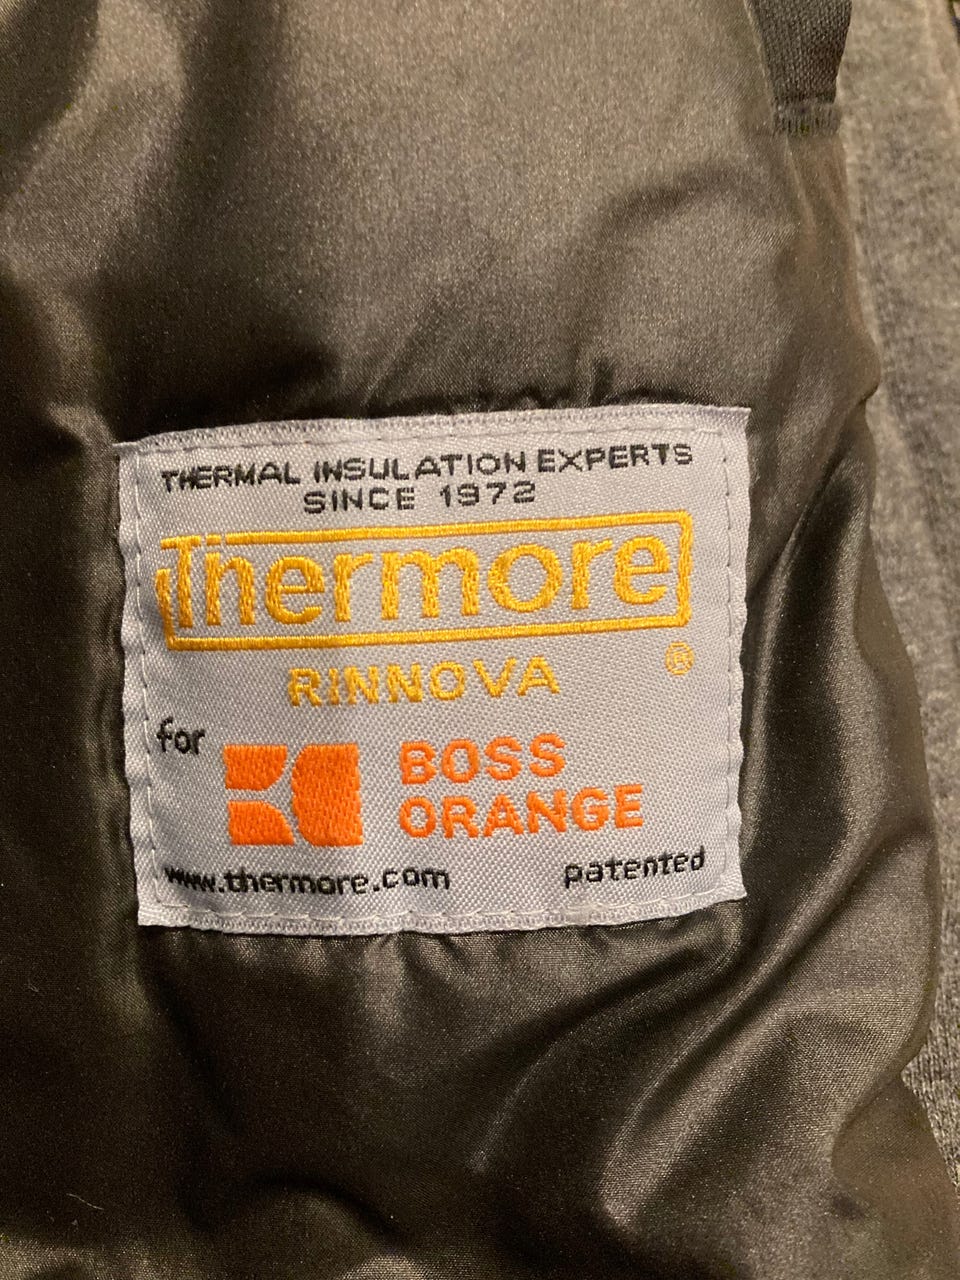 THERMAL INSULATION EXPERTS
SINCE 1972
Thermore
®
RINNOVA
for
BOSS
ORANGE
www.thermore.com patented